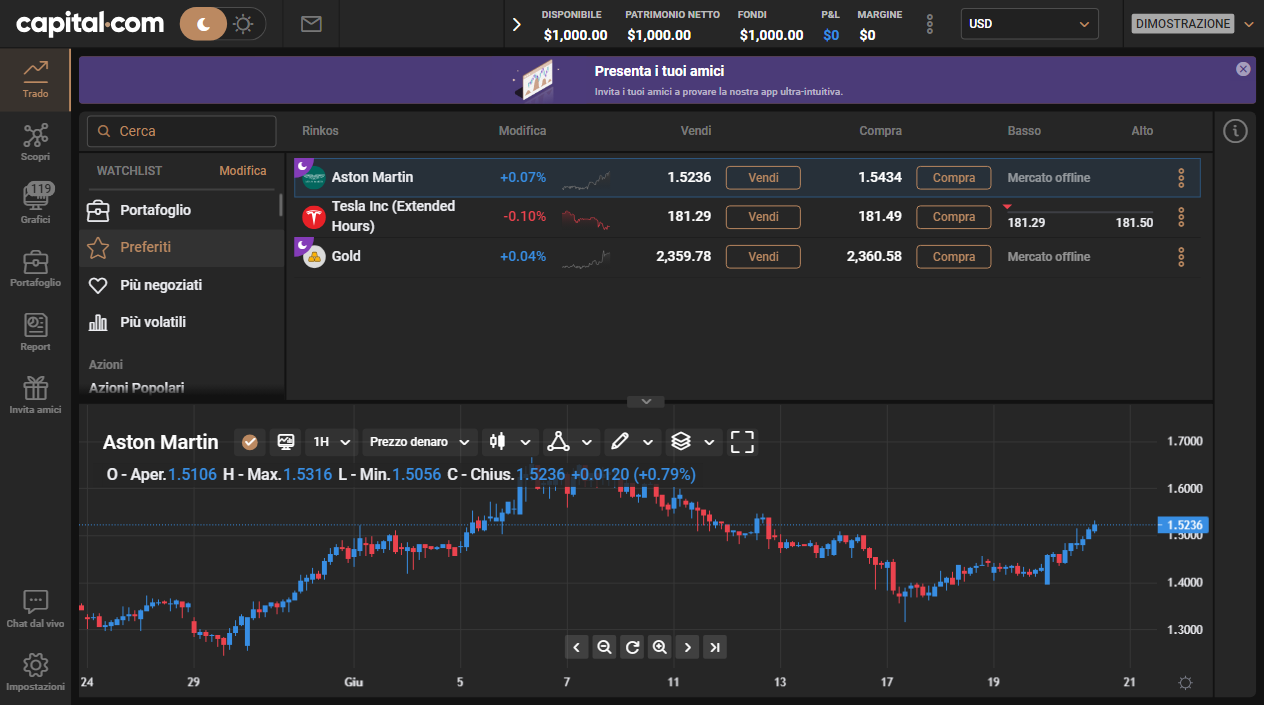 capital.com
DISPONIBILE
$1,000.00
PATRIMONIO NETTO
$1,000.00
FONDI
$1,000.00
P&L
$0
MARGINE
$0
USD
DIMOSTRAZIONE
Trado
Scopri
119
Grafici
Portafoglio
Report
Invita amici
Chat dal vivo
Impostazioni
Presenta i tuoi amici
Invita i tuoi amici a provare la nostra app ultra-intuitiva.
Cerca
WATCHLIST Modifica
Portafoglio
Preferiti
Più negoziati
Più volatili
Azioni
Azioni Popolari
Rinkos Modifica Vendi Compra Basso Alto
Aston Martin +0.07% 1.5236 Vendi 1.5434 Compra Mercato offline
Tesla Inc (Extended Hours) -0.10% 181.29 Vendi 181.49 Compra 181.29 181.50
Gold +0.04% 2,359.78 Vendi 2,360.58 Compra Mercato offline
Aston Martin 1H Prezzo denaro
O - Aper. 1.5106 H - Max. 1.5316 L - Min. 1.5056 C - Chius. 1.5236 +0.0120 (+0.79%)
1.7000
1.6000
1.5236
1.5000
1.4000
1.3000
24 29 Giu 5 7 11 13 17 19 21